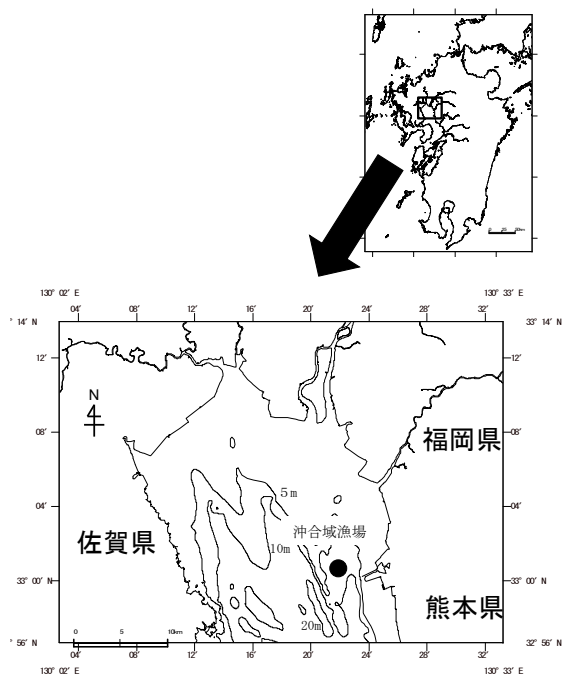 130° 02′ E
130° 33′ E
04′ 08′ 12′ 16′ 20′ 24′ 28′ 32′
° 14′ N
33° 14′ N
12′
12′
N
08′
08′
福岡県
5m
04′
04′
沖合域漁場
佐賀県
10m
33° 00′ N
33° 00′ N
熊本県
20m
0 5 10km
° 56′ N
32° 56′ N
04′ 08′ 12′ 16′ 20′ 24′ 28′ 32′
130° 02′ E
130° 33′ E